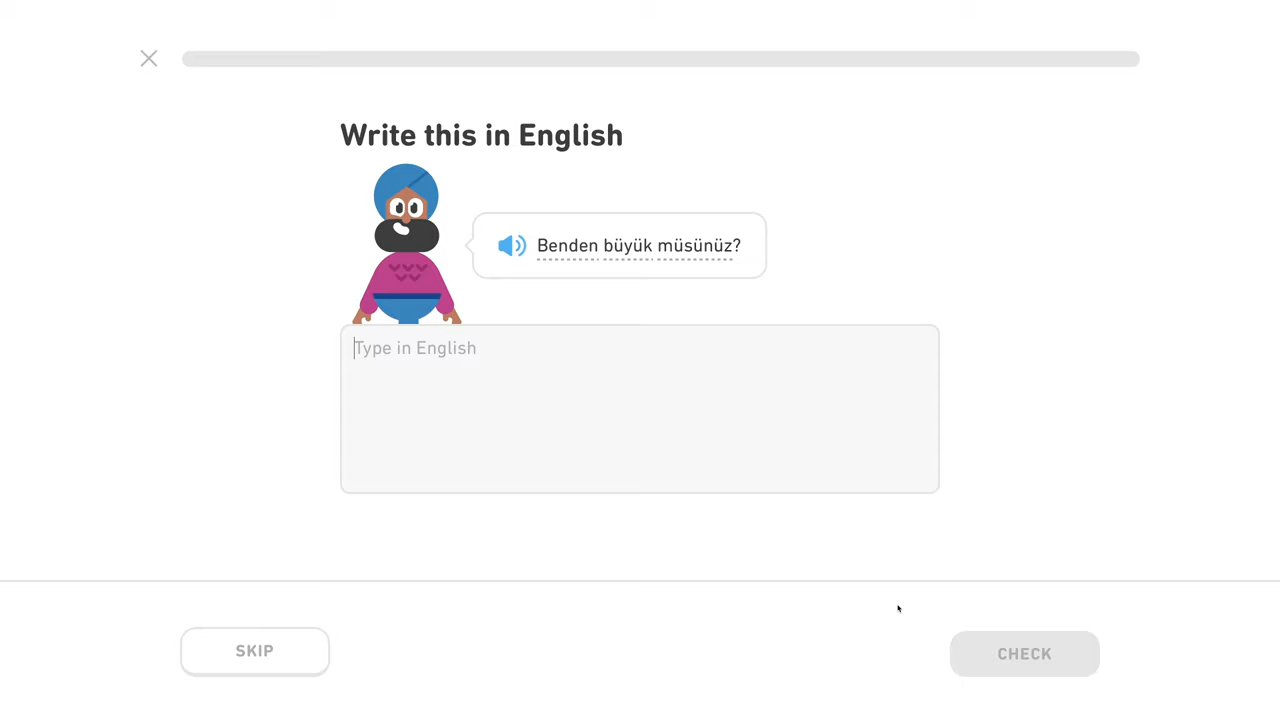 Write this in English
Benden büyük müsünüz?
Type in English
SKIP
CHECK